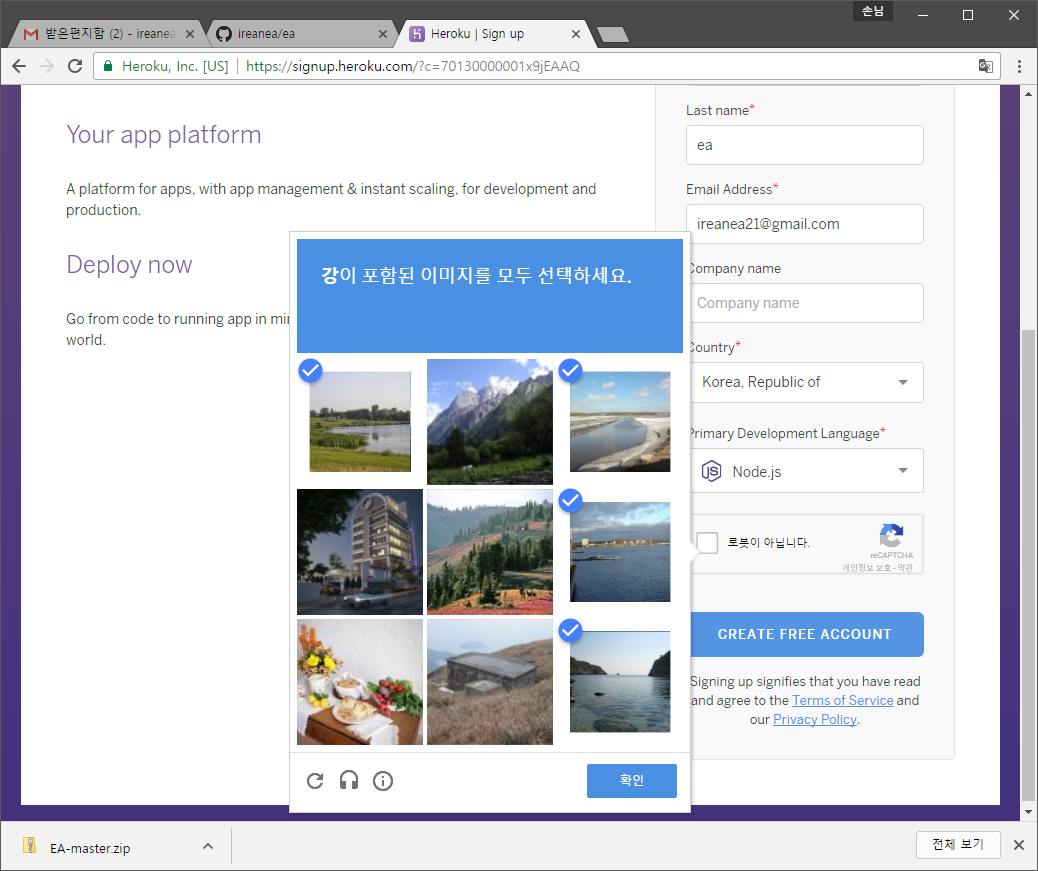 손님
받은편지함 (2) - ireanea
ireanea/ea
Heroku | Sign up
Heroku, Inc. [US]
https://signup.heroku.com/?c=70130000001x9jEAAQ
Your app platform
A platform for apps, with app management & instant scaling, for development and
production.
Deploy now
Go from code to running app in min
world.
Last name*
ea
Email Address*
ireanea21@gmail.com
Company name
Company name
Country*
Korea, Republic of
Primary Development Language*
JS
Node.js
로봇이 아닙니다.
reCAPTCHA
개인정보 보호 - 약관
CREATE FREE ACCOUNT
Signing up signifies that you have read
and agree to the Terms of Service and
our Privacy Policy.
강이 포함된 이미지를 모두 선택하세요.
확인
EA-master.zip
전체 보기